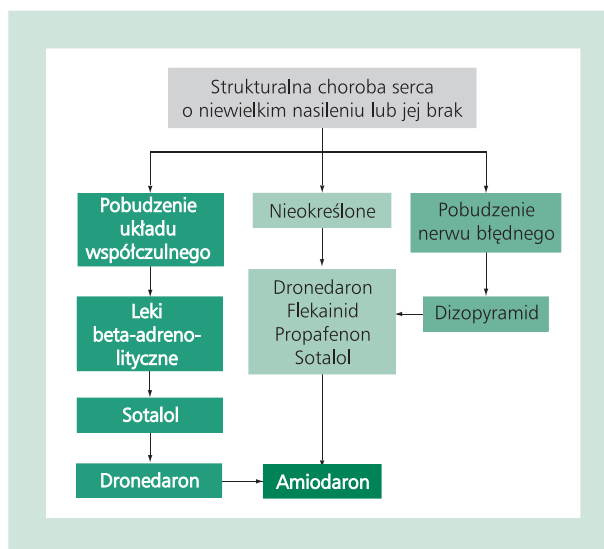 Strukturalna choroba serca
o niewielkim nasileniu lub jej brak
Pobudzenie
układu
współczulnego
Nieokreślone
Pobudzenie
nerwu błędnego
Leki
beta-adreno-
lityczne
Dronedaron
Flekainid
Propafenon
Sotalol
Dizopyramid
Sotalol
Dronedaron
Amiodaron